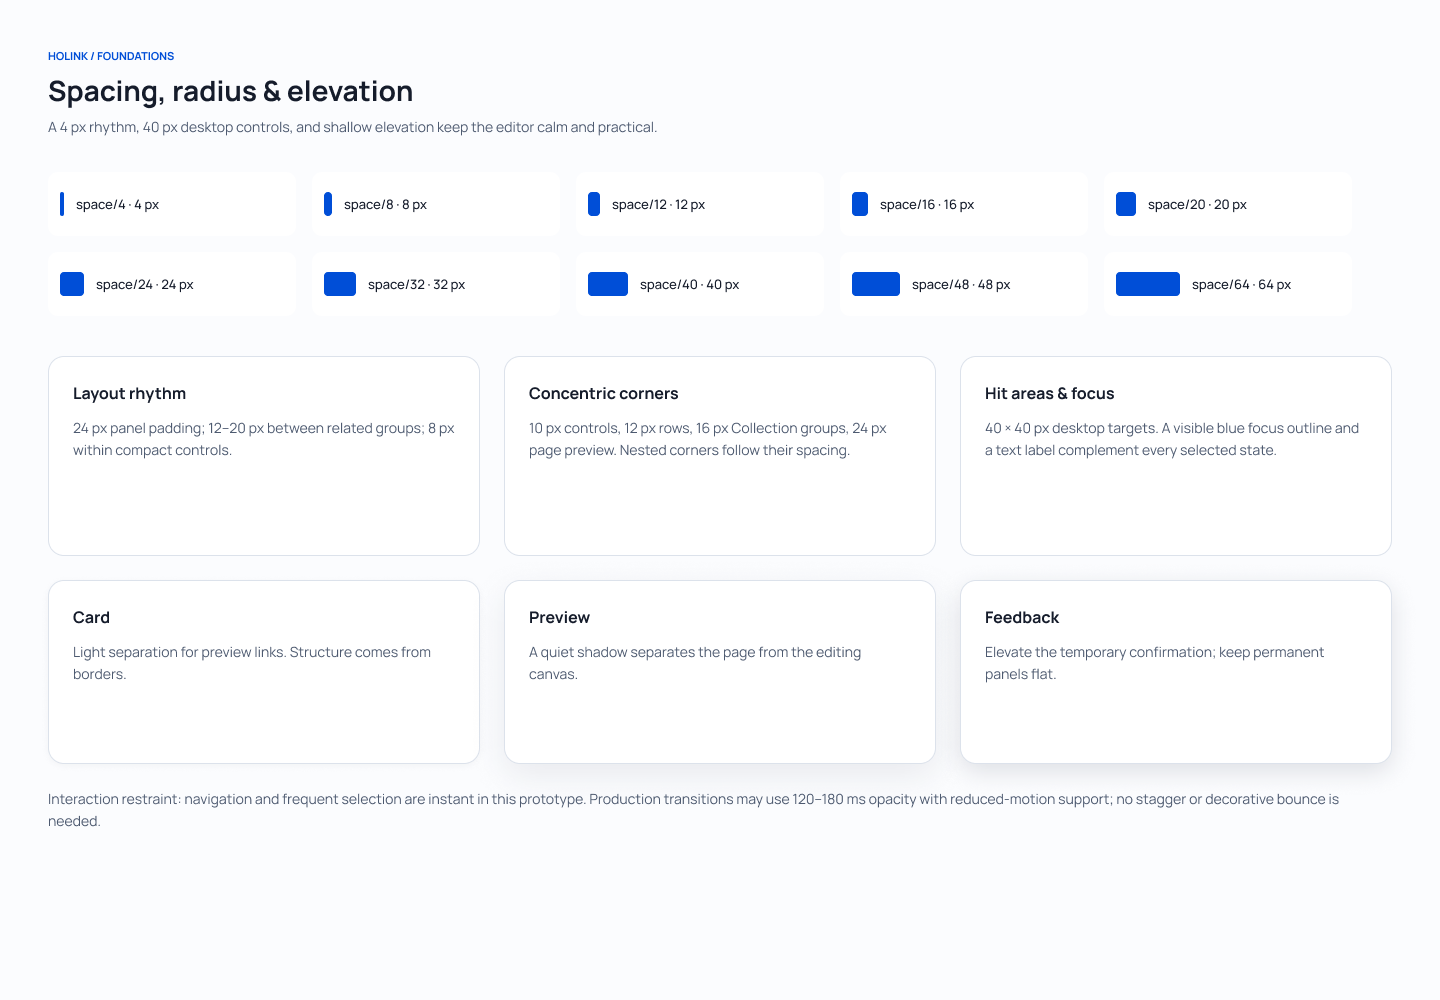 HOLINK / FOUNDATIONS
Spacing, radius & elevation
A 4 px rhythm, 40 px desktop controls, and shallow elevation keep the editor calm and practical.
space/4 · 4 px
space/8 · 8 px
space/12 · 12 px
space/16 · 16 px
space/20 · 20 px
space/24 · 24 px
space/32 · 32 px
space/40 · 40 px
space/48 · 48 px
space/64 · 64 px
Layout rhythm
24 px panel padding; 12–20 px between related groups; 8 px
within compact controls.
Concentric corners
10 px controls, 12 px rows, 16 px Collection groups, 24 px
page preview. Nested corners follow their spacing.
Hit areas & focus
40 × 40 px desktop targets. A visible blue focus outline and
a text label complement every selected state.
Card
Light separation for preview links. Structure comes from
borders.
Preview
A quiet shadow separates the page from the editing
canvas.
Feedback
Elevate the temporary confirmation; keep permanent
panels flat.
Interaction restraint: navigation and frequent selection are instant in this prototype. Production transitions may use 120–180 ms opacity with reduced-motion support; no stagger or decorative bounce is
needed.